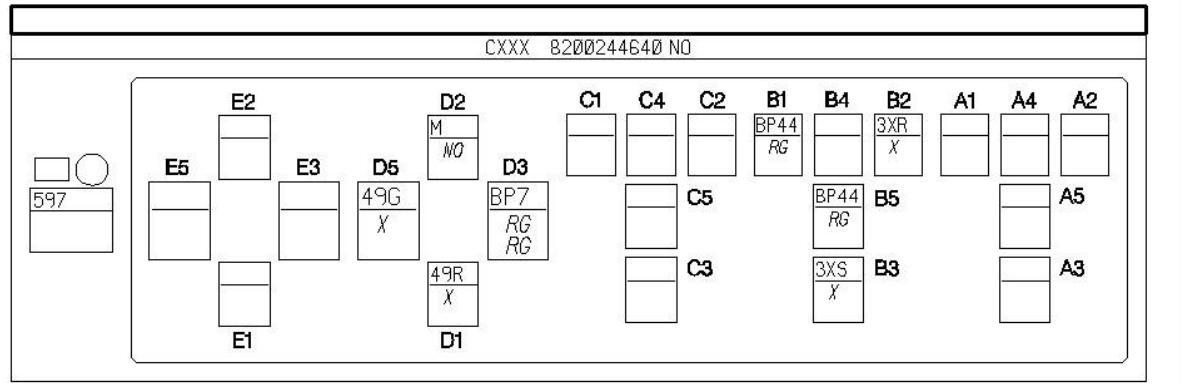 CXXX 8200244640 NO
C1 C4 C2 B1 B4 B2 A1 A4 A2
E2 D2
BP44 3XR
M
RG X
NO
E5 E3 D5 D3
597 49G BP7 C5 BP44 B5 A5
X RG RG
RG
49R C3 3XS B3 A3
X X
E1 D1